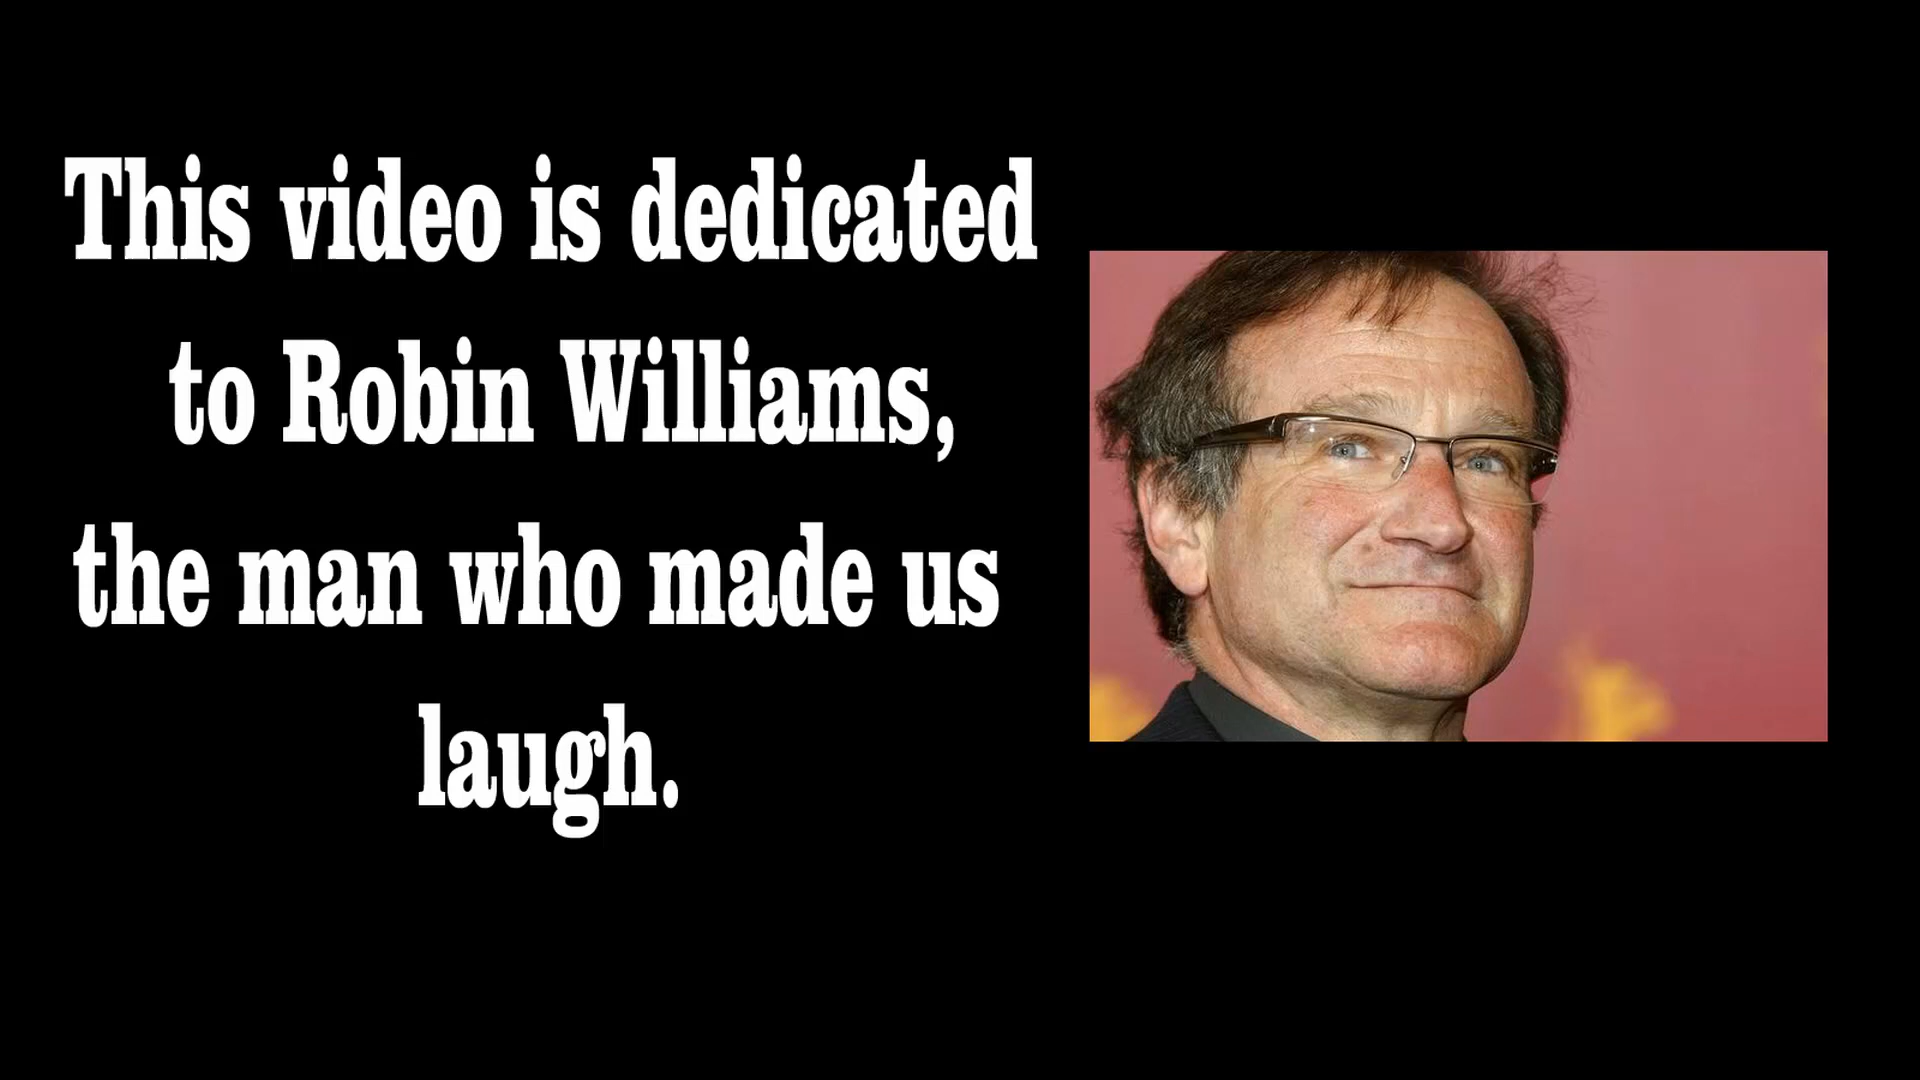 This video is dedicated
to Robin Williams,
the man who made us
laugh.